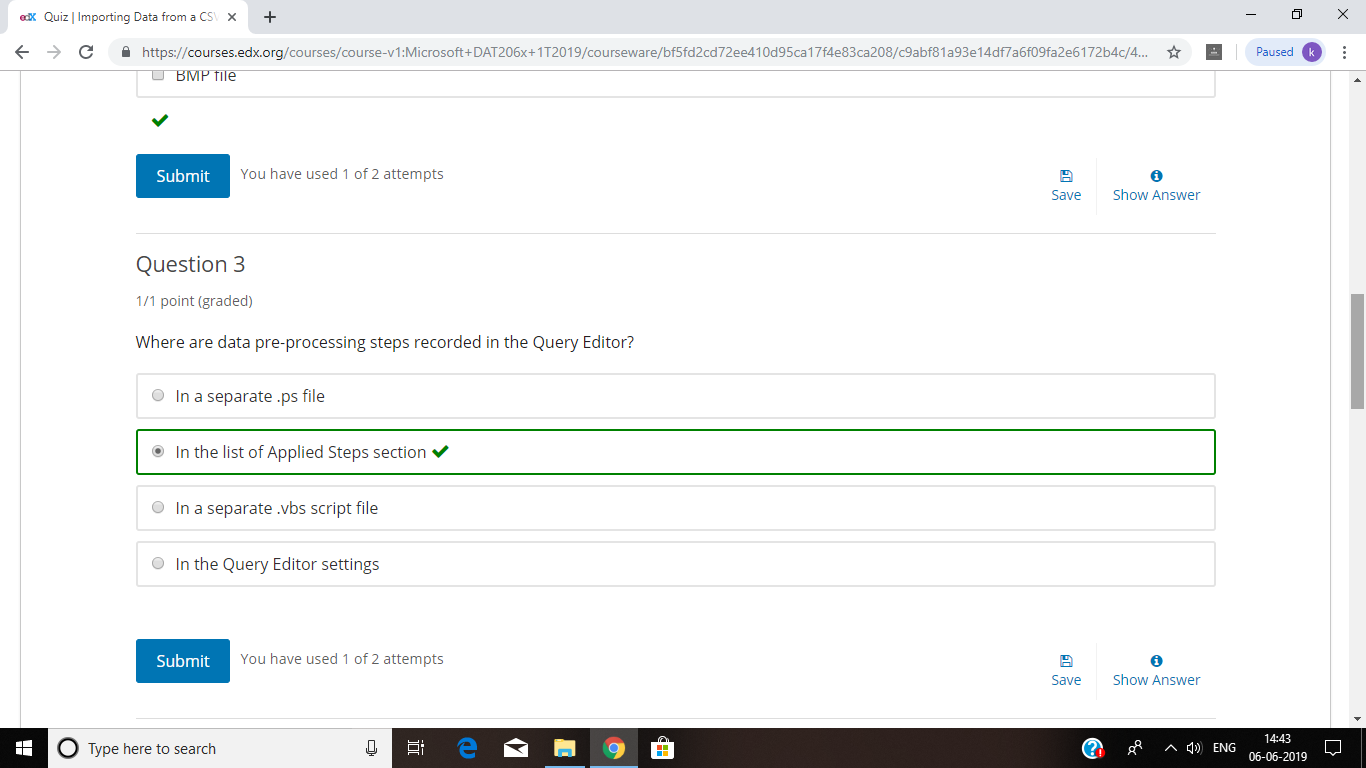 edX Quiz | Importing Data from a CSV
https://courses.edx.org/courses/course-v1:Microsoft+DAT206x+1T2019/courseware/bf5fd2cd72ee410d95ca17f4e83ca208/c9abf81a93e14df7a6f09fa2e6172b4c/4... Paused k
BMP file
Submit You have used 1 of 2 attempts
Save Show Answer
Question 3
1/1 point (graded)
Where are data pre-processing steps recorded in the Query Editor?
In a separate .ps file
In the list of Applied Steps section
In a separate .vbs script file
In the Query Editor settings
Submit You have used 1 of 2 attempts
Save Show Answer
Type here to search ENG 14:43
06-06-2019